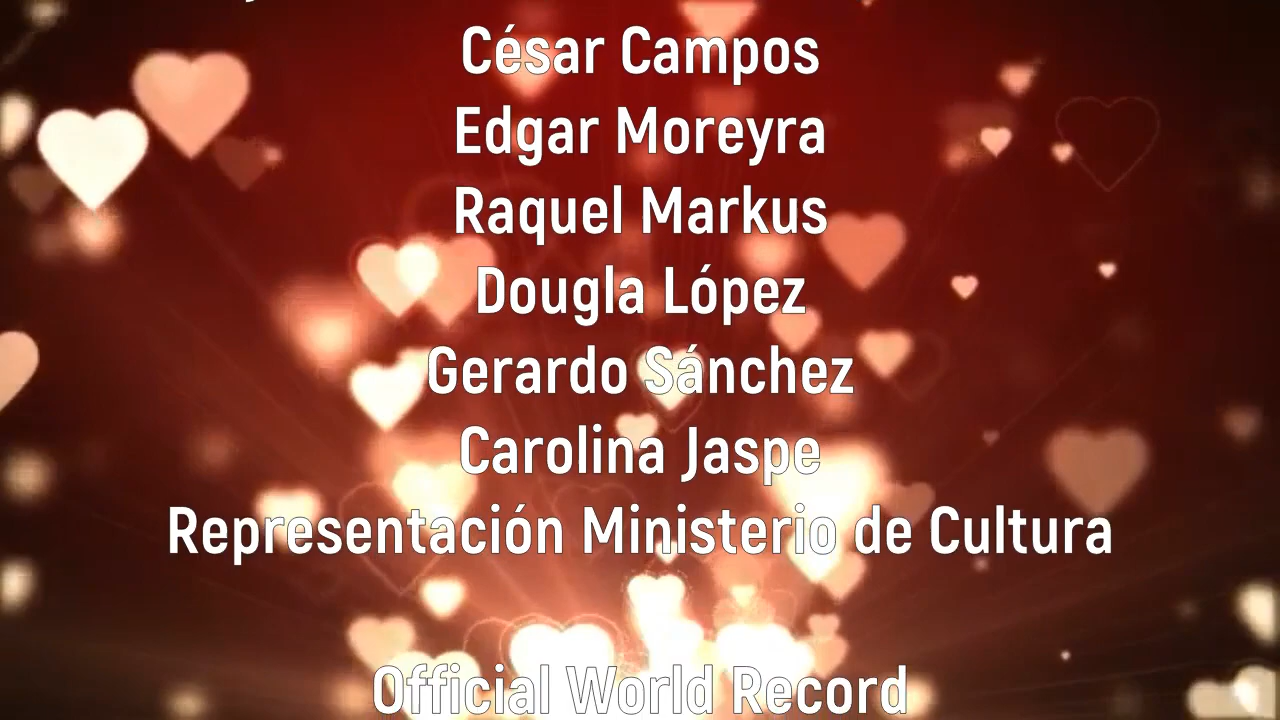 César Campos
Edgar Moreyra
Raquel Markus
Dougla López
Gerardo Sánchez
Carolina Jaspe
Representación Ministerio de Cultura
Official World Record